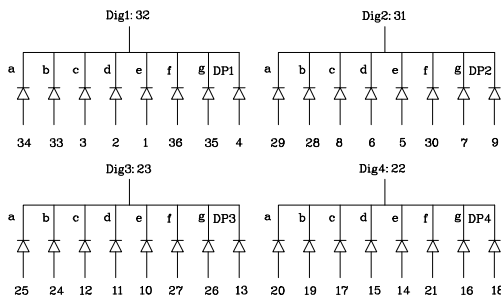 Dig1: 32
a b c d e f g DP1
34 33 3 2 1 36 35 4
Dig2: 31
a b c d e f g DP2
29 28 8 6 5 30 7 9
Dig3: 23
a b c d e f g DP3
25 24 12 11 10 27 26 13
Dig4: 22
a b c d e f g DP4
20 19 17 15 14 21 16 18